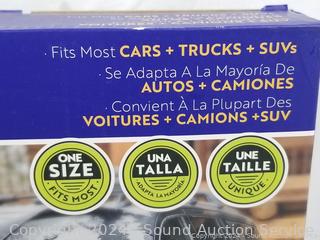 · Fits Most CARS + TRUCKS + SUVs
· Se Adapta A La Mayoría De
AUTOS + CAMIONES
· Convient À La Plupart Des
VOITURES + CAMIONS +SUV
ONE
SIZE
FITS MOST
UNA
TALLA
ADAPTA LA MAYORÍA
UNE
TAILLE
UNIQUE
Copyright 2024 - Sound Auction Service